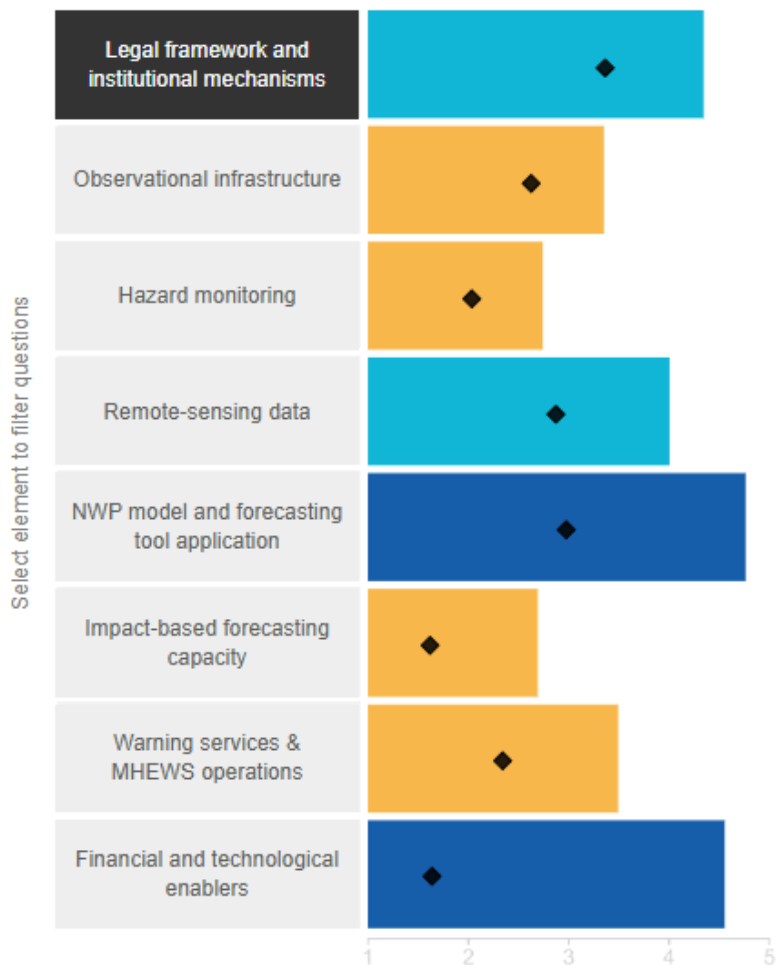 Select element to filter questions
Legal framework and
institutional mechanisms
Observational infrastructure
Hazard monitoring
Remote-sensing data
NWP model and forecasting
tool application
Impact-based forecasting
capacity
Warning services &
MHEWS operations
Financial and technological
enablers
1 2 3 4 5